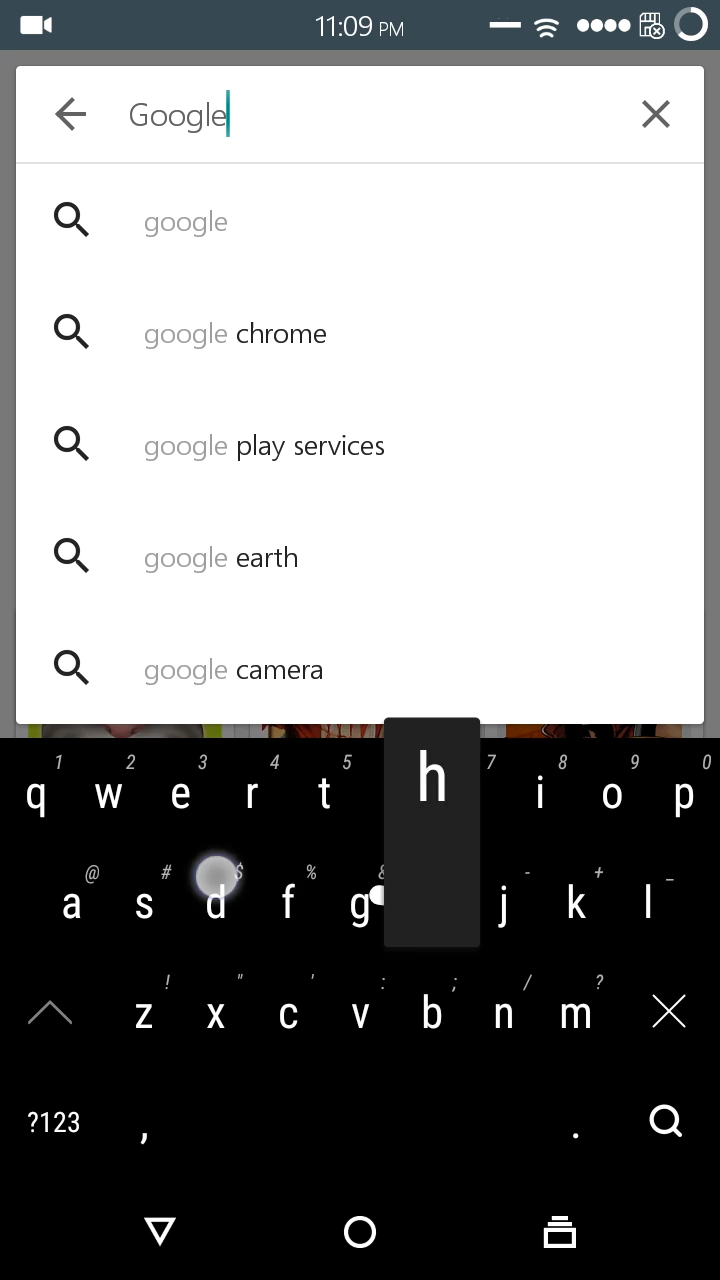 11:09 PM
Google
google
google chrome
google play services
google earth
google camera
1 2 3 4 5 7 8 9 0
q w e r t h i o p
@ # $ % - + _
a s d f g j k l
! " ' : ; / ?
z x c v b n m
?123 , .